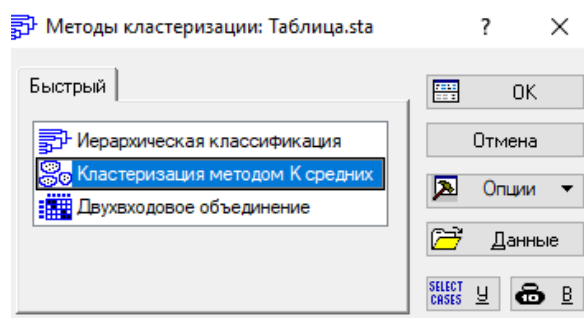 Методы кластеризации: Таблица.sta ? ×
Быстрый
Иерархическая классификация
Кластеризация методом К средних
Двухвходовое объединение
OK
Отмена
Опции
Данные
SELECT CASES У В